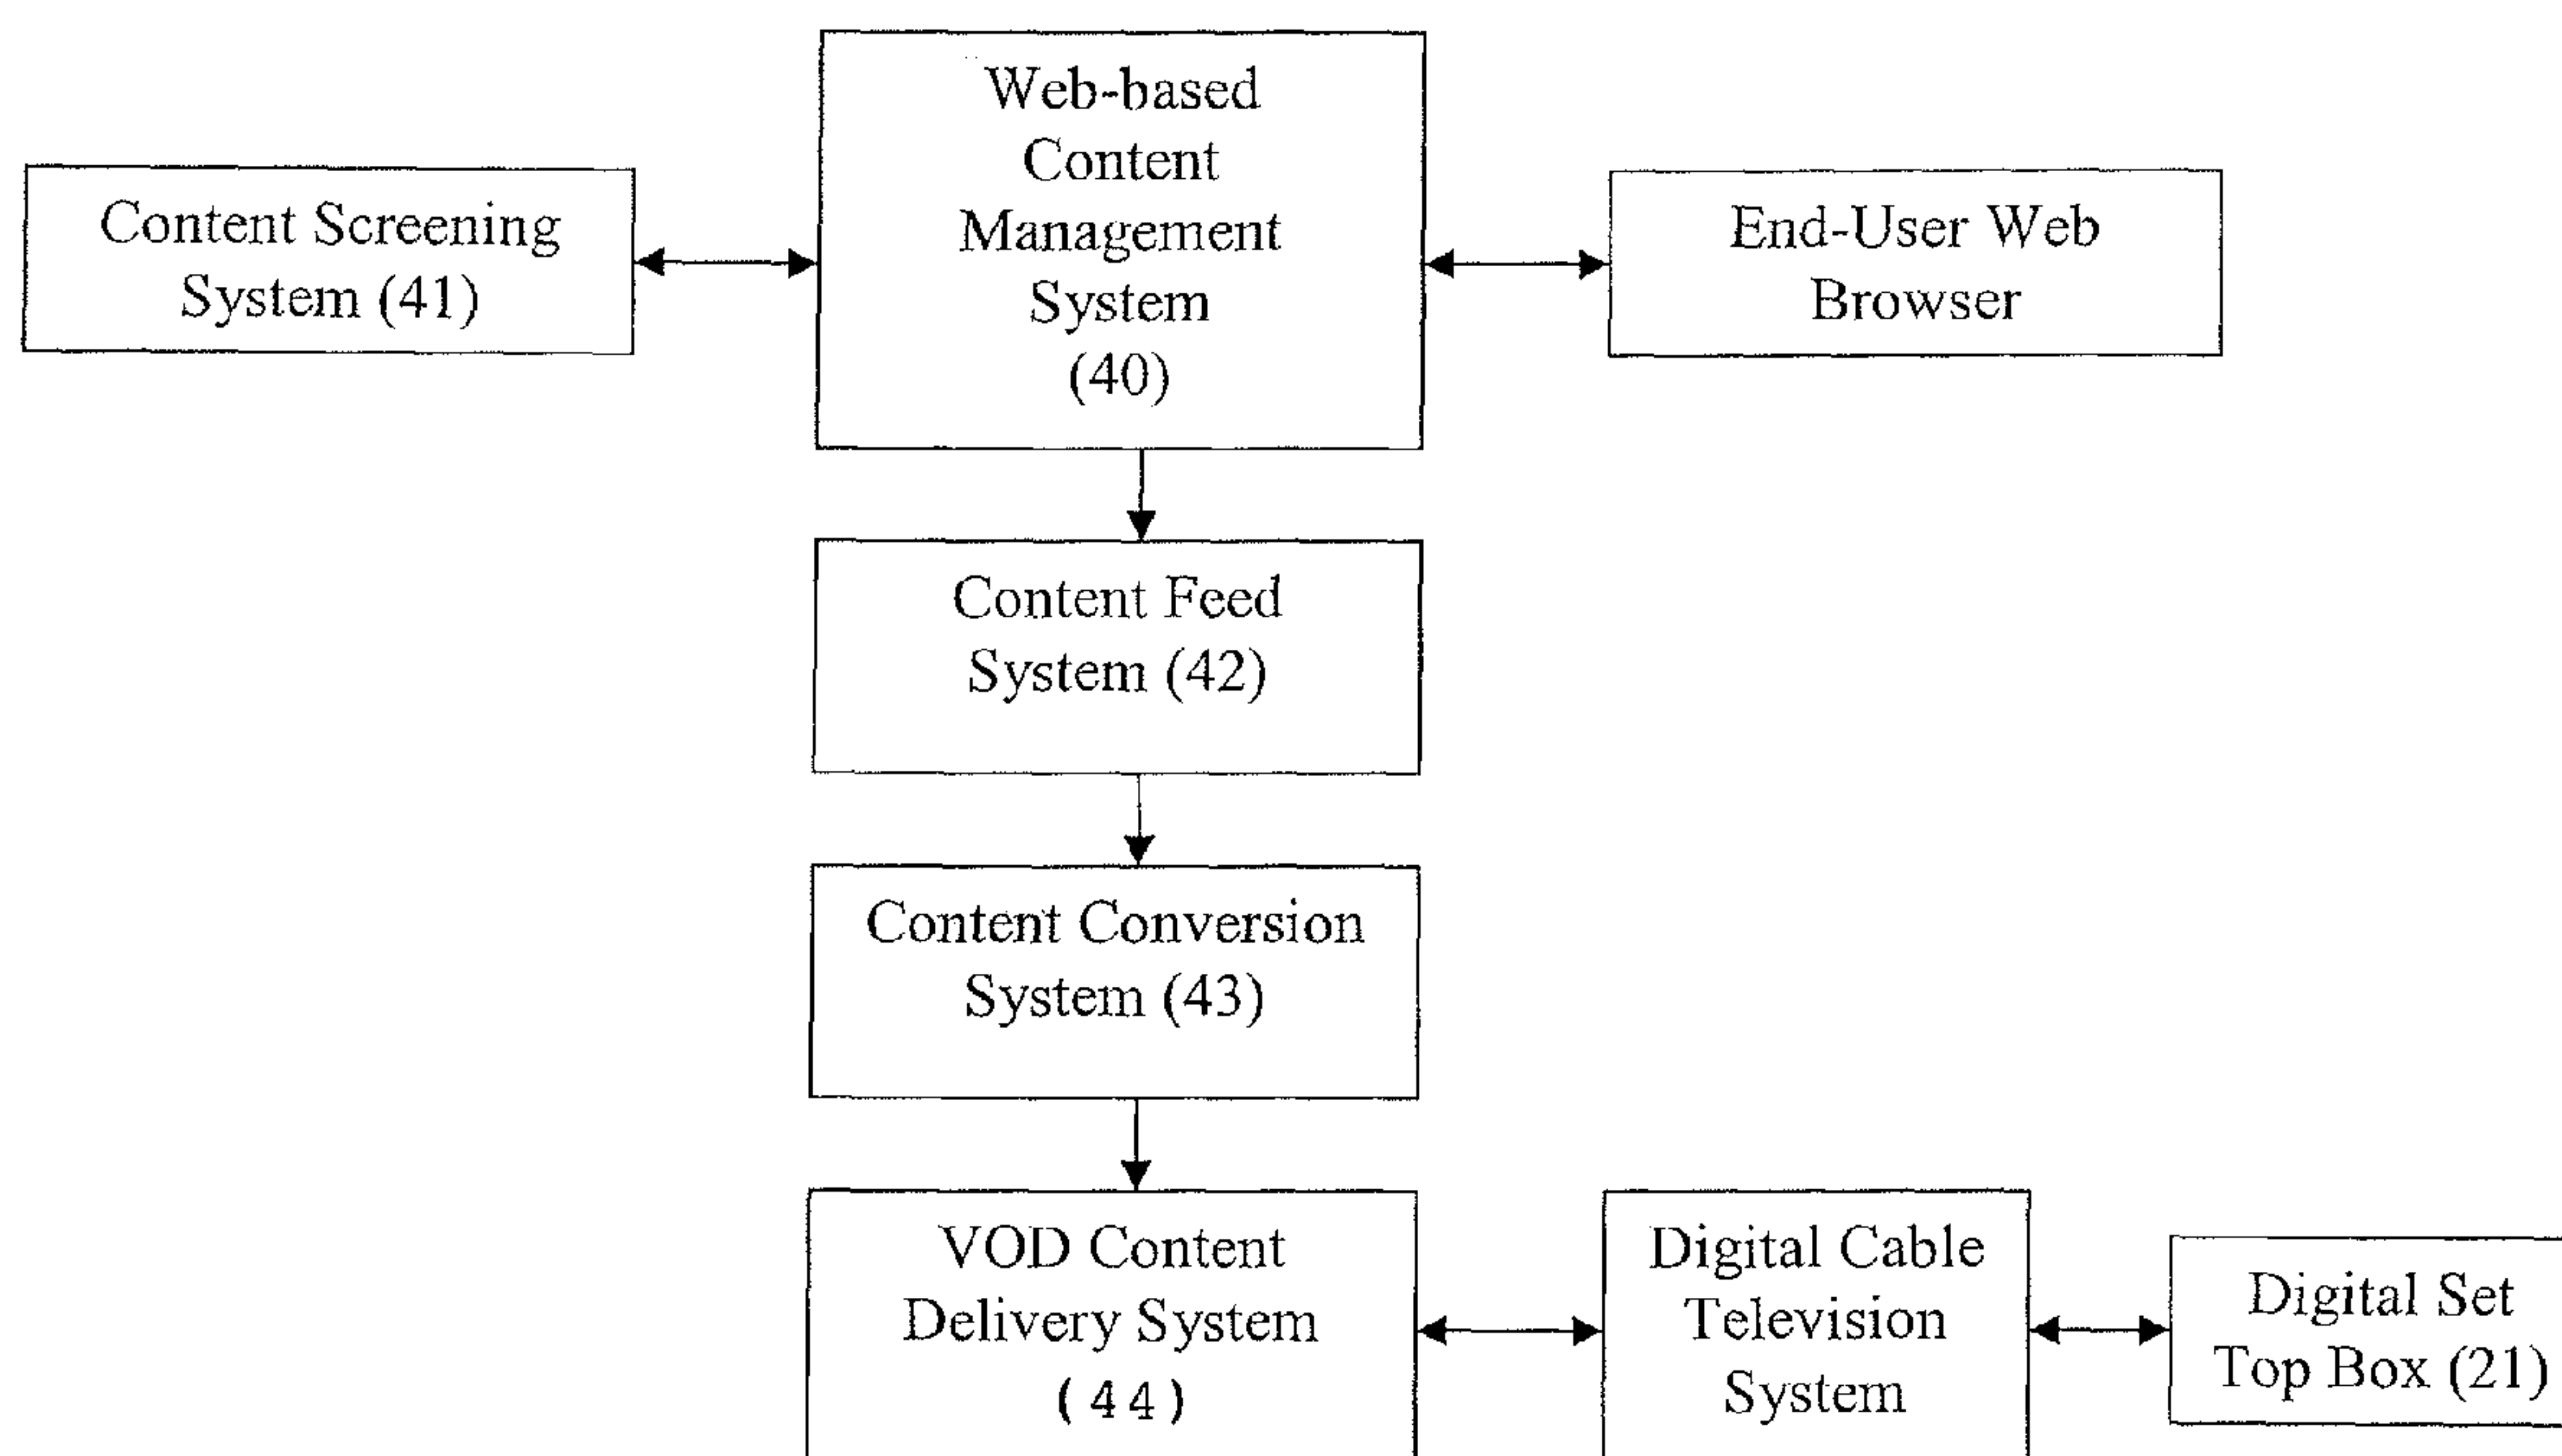 Web-based
Content
Management
System
(40)
Content Screening
System (41)
End-User Web
Browser
Content Feed
System (42)
Content Conversion
System (43)
VOD Content
Delivery System
(44)
Digital Cable
Television
System
Digital Set
Top Box (21)